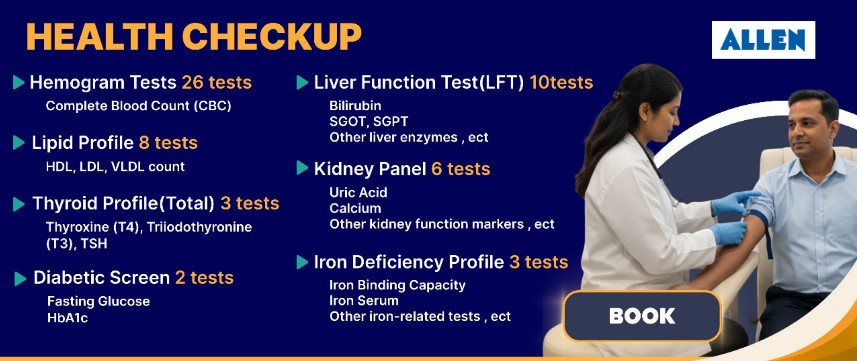 HEALTH CHECKUP
ALLEN
Hemogram Tests 26 tests
Complete Blood Count (CBC)
Lipid Profile 8 tests
HDL, LDL, VLDL count
Thyroid Profile(Total) 3 tests
Thyroxine (T4), Triiodothyronine
(T3), TSH
Diabetic Screen 2 tests
Fasting Glucose
HbA1c
Liver Function Test(LFT) 10tests
Bilirubin
SGOT, SGPT
Other liver enzymes , ect
Kidney Panel 6 tests
Uric Acid
Calcium
Other kidney function markers , ect
Iron Deficiency Profile 3 tests
Iron Binding Capacity
Iron Serum
Other iron-related tests , ect
BOOK